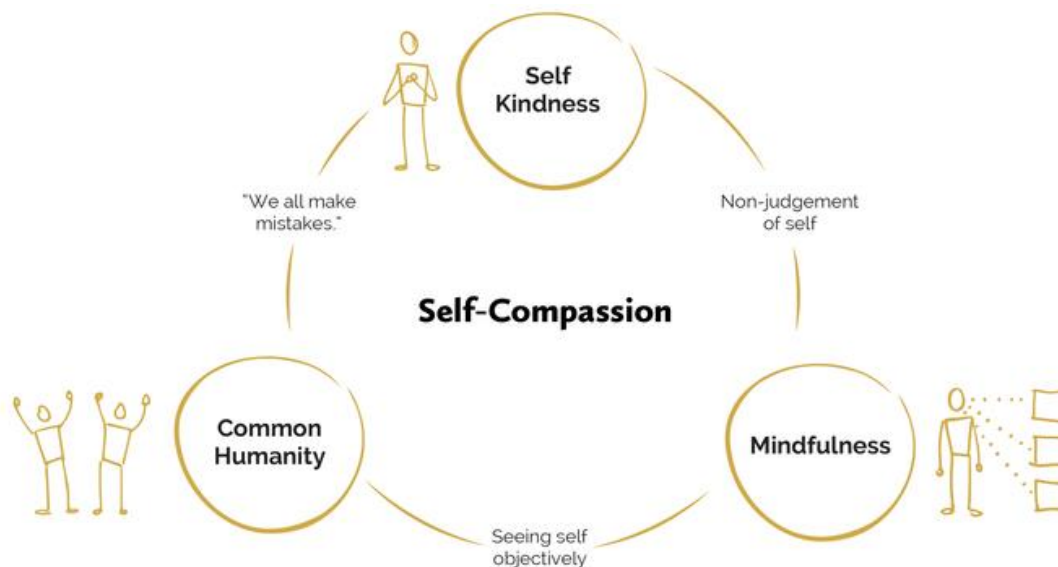 Self
Kindness
"We all make
mistakes."
Non-judgement
of self
Self-Compassion
Common
Humanity
Mindfulness
Seeing self
objectively